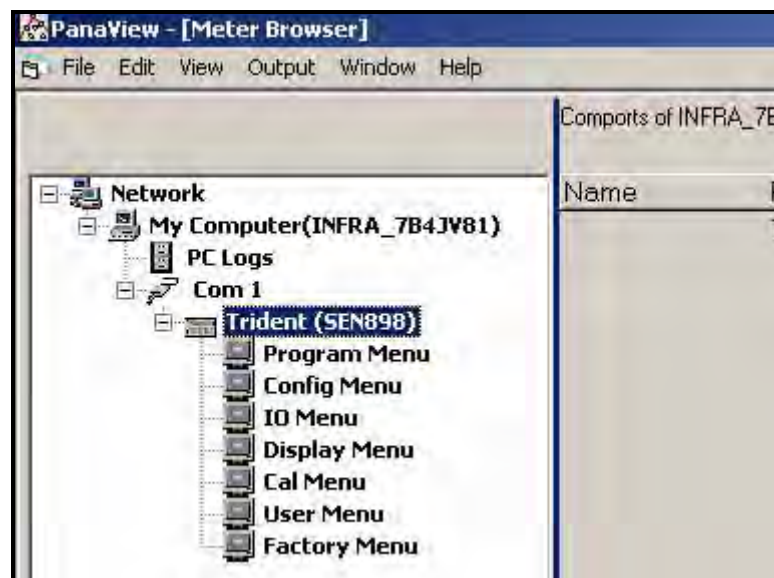 PanaView - [Meter Browser]
File Edit View Output Window Help
Comports of INFRA_7B
Name
Network
My Computer(INFRA_7B4JV81)
PC Logs
Com 1
Trident (SEN898)
Program Menu
Config Menu
IO Menu
Display Menu
Cal Menu
User Menu
Factory Menu